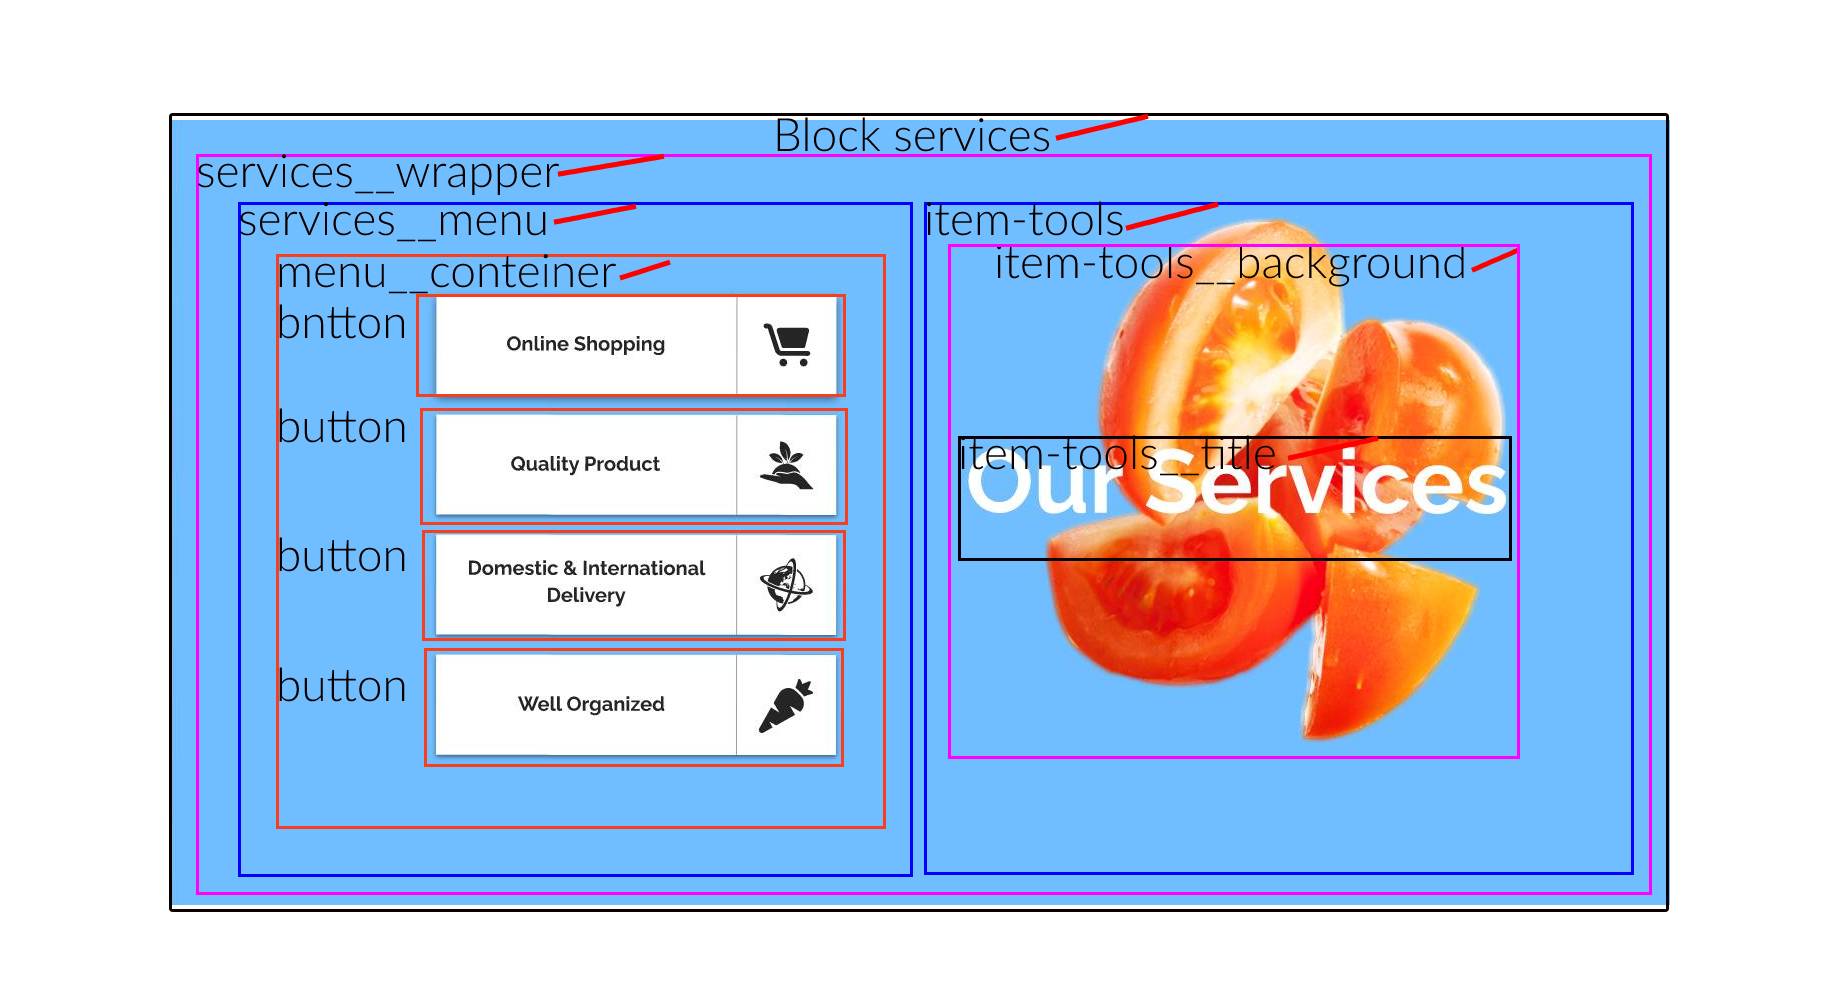 Block services
services__wrapper
services__menu
menu__conteiner
bntton
Online Shopping
button
Quality Product
button
Domestic & International
Delivery
button
Well Organized
item-tools
item-tools__background
item-tools__title
Our Services